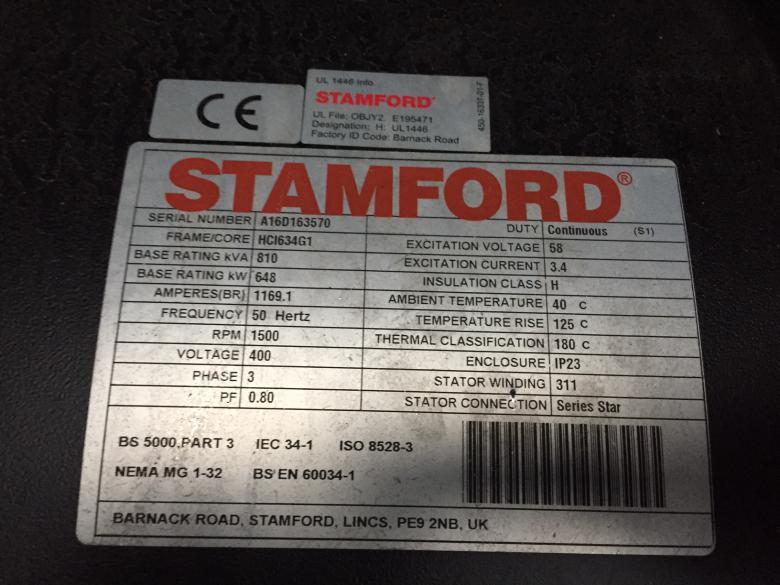 CE
UL 1446 Info.
STAMFORD®
UL File: OBJY2. E195471
Designation: H: UL1446
Factory ID Code: Barnack Road
450-16337-01-F
STAMFORD®
SERIAL NUMBER A16D163570
FRAME/CORE HCI634G1
BASE RATING kVA 810
BASE RATING kW 648
AMPERES(BR) 1169.1
FREQUENCY 50 Hertz
RPM 1500
VOLTAGE 400
PHASE 3
P.F 0.80
DUTY Continuous (S1)
EXCITATION VOLTAGE 58
EXCITATION CURRENT 3.4
INSULATION CLASS H
AMBIENT TEMPERATURE 40 C
TEMPERATURE RISE 125 C
THERMAL CLASSIFICATION 180 C
ENCLOSURE IP23
STATOR WINDING 311
STATOR CONNECTION Series Star
BS 5000.PART 3 IEC 34-1 ISO 8528-3
NEMA MG 1-32 BS EN 60034-1
BARNACK ROAD, STAMFORD, LINCS, PE9 2NB, UK